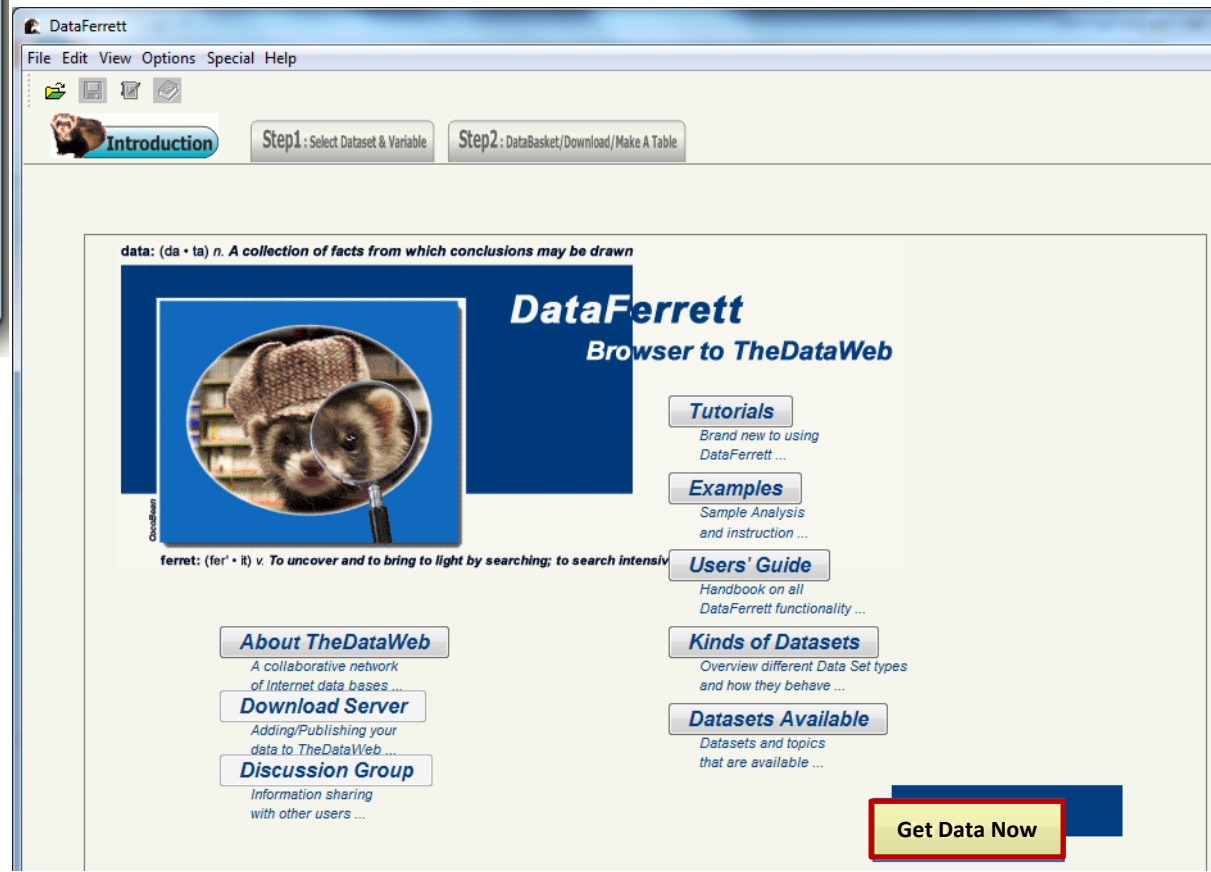 DataFerrett
File Edit View Options Special Help
Introduction
Step1 : Select Dataset & Variable
Step2 : DataBasket/Download/Make A Table
data: (da • ta) n. A collection of facts from which conclusions may be drawn
DataFerrett
Browser to TheDataWeb
CocoBean
ferret: (fer' • it) v. To uncover and to bring to light by searching; to search intensiv
Tutorials
Brand new to using
DataFerrett ...
Examples
Sample Analysis
and instruction ...
Users' Guide
Handbook on all
DataFerrett functionality ...
Kinds of Datasets
Overview different Data Set types
and how they behave ...
Datasets Available
Datasets and topics
that are available ...
About TheDataWeb
A collaborative network
of Internet data bases ...
Download Server
Adding/Publishing your
data to TheDataWeb ...
Discussion Group
Information sharing
with other users ...
Get Data Now